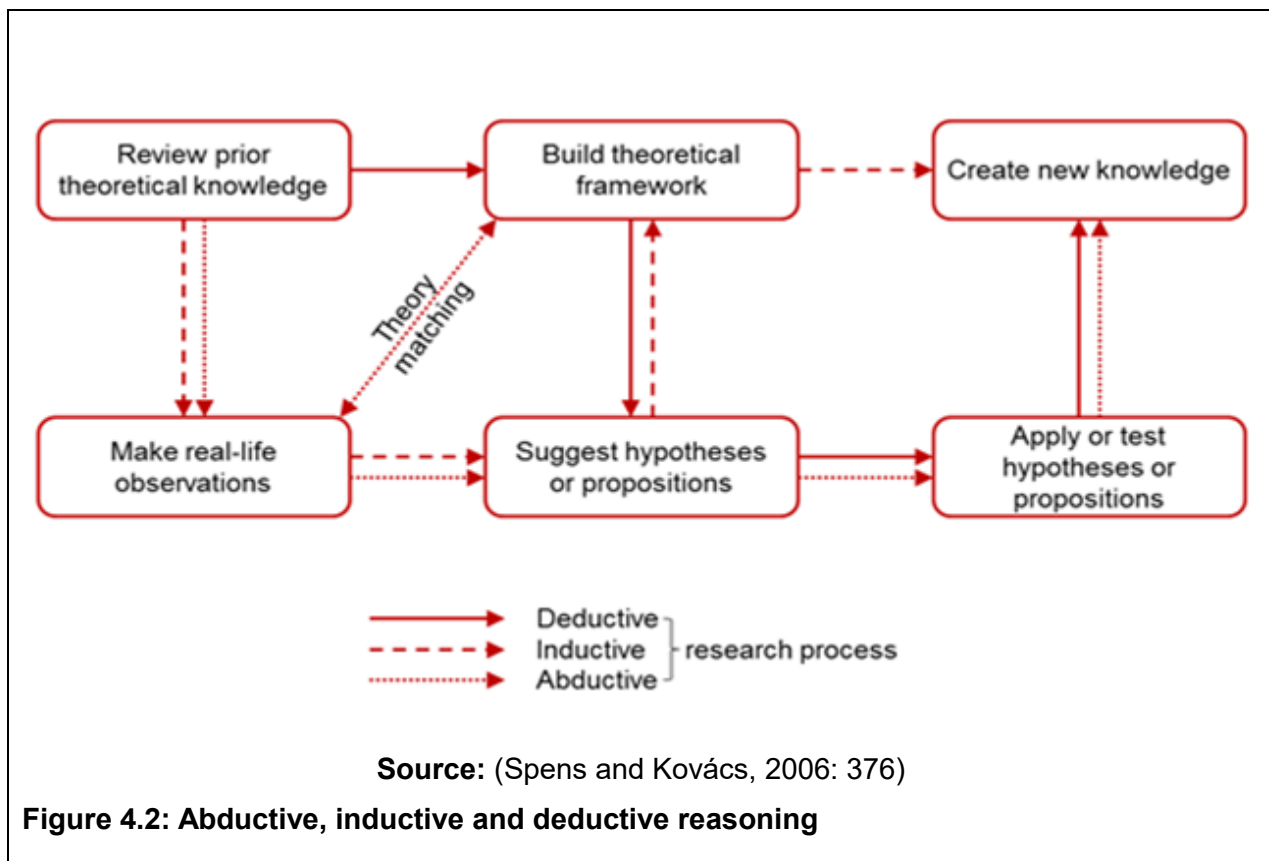 Review prior
theoretical knowledge
Build theoretical
framework
Create new knowledge
Theory
matching
Make real-life
observations
Suggest hypotheses
or propositions
Apply or test
hypotheses or
propositions
Deductive
Inductive
Abductive
research process
Source: (Spens and Kovács, 2006: 376)
Figure 4.2: Abductive, inductive and deductive reasoning